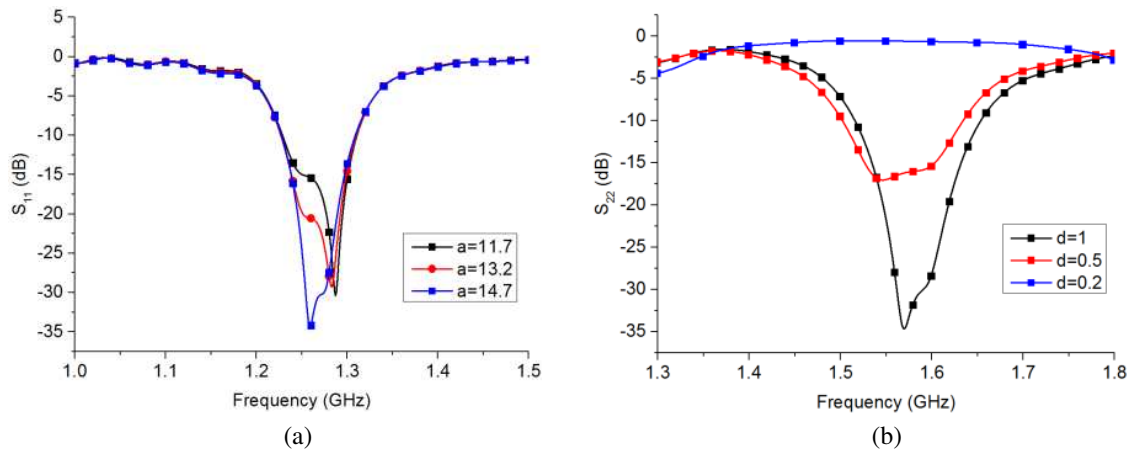 5
0
-5
-10
-15
-20
-25
-30
-35
S11 (dB)
a=11.7
a=13.2
a=14.7
1.0 1.1 1.2 1.3 1.4 1.5
Frequency (GHz)
(a)
0
-5
-10
-15
-20
-25
-30
-35
S22 (dB)
d=1
d=0.5
d=0.2
1.3 1.4 1.5 1.6 1.7 1.8
Frequency (GHz)
(b)